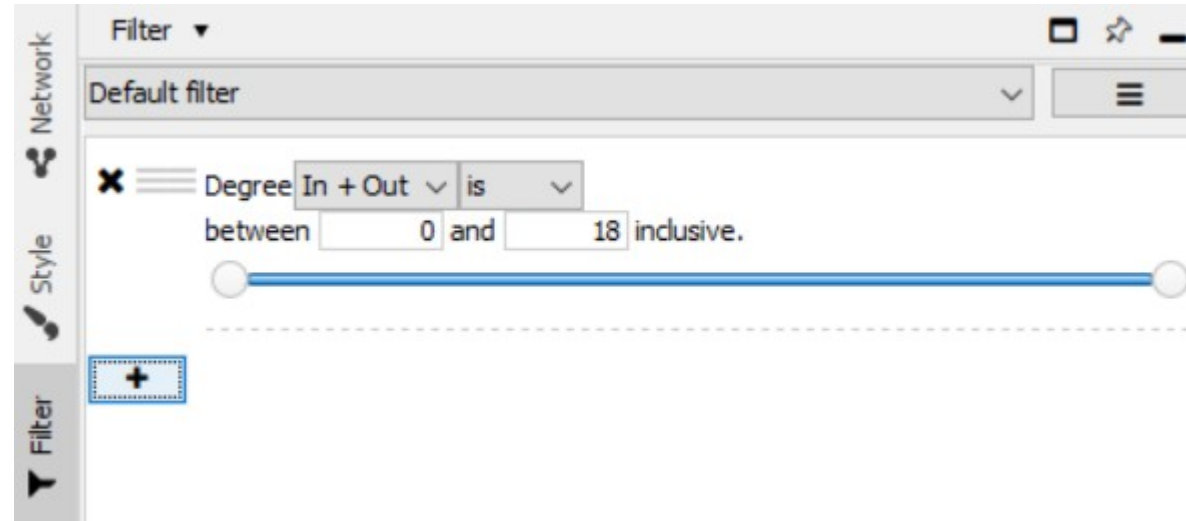 Filter
Default filter
Degree In + Out is
between 0 and 18 inclusive.
Network
Style
Filter